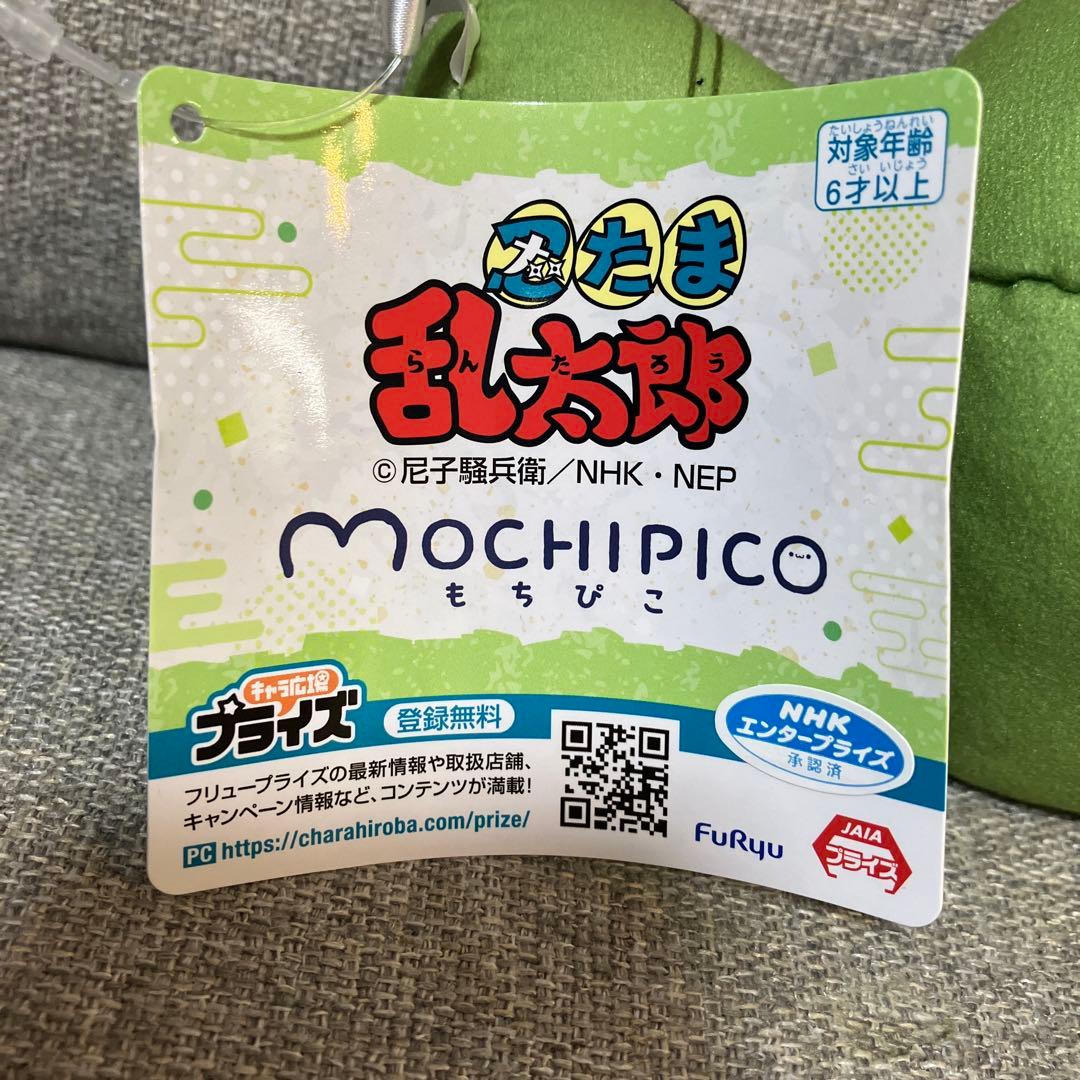 たいしょうねんれい
対象年齢
さい いじょう
6才以上
忍たま
らんたろう
乱太郎
©尼子騒兵衛／NHK・NEP
MOCHIPICO
もちぴこ
キャラ広場
プライズ
登録無料
フリュープライズの最新情報や取扱店舗、
キャンペーン情報など、コンテンツが満載!
PC https://charahiroba.com/prize/
NHK
エンタープライズ
承認済
FuRyu
JAIA
プライズ